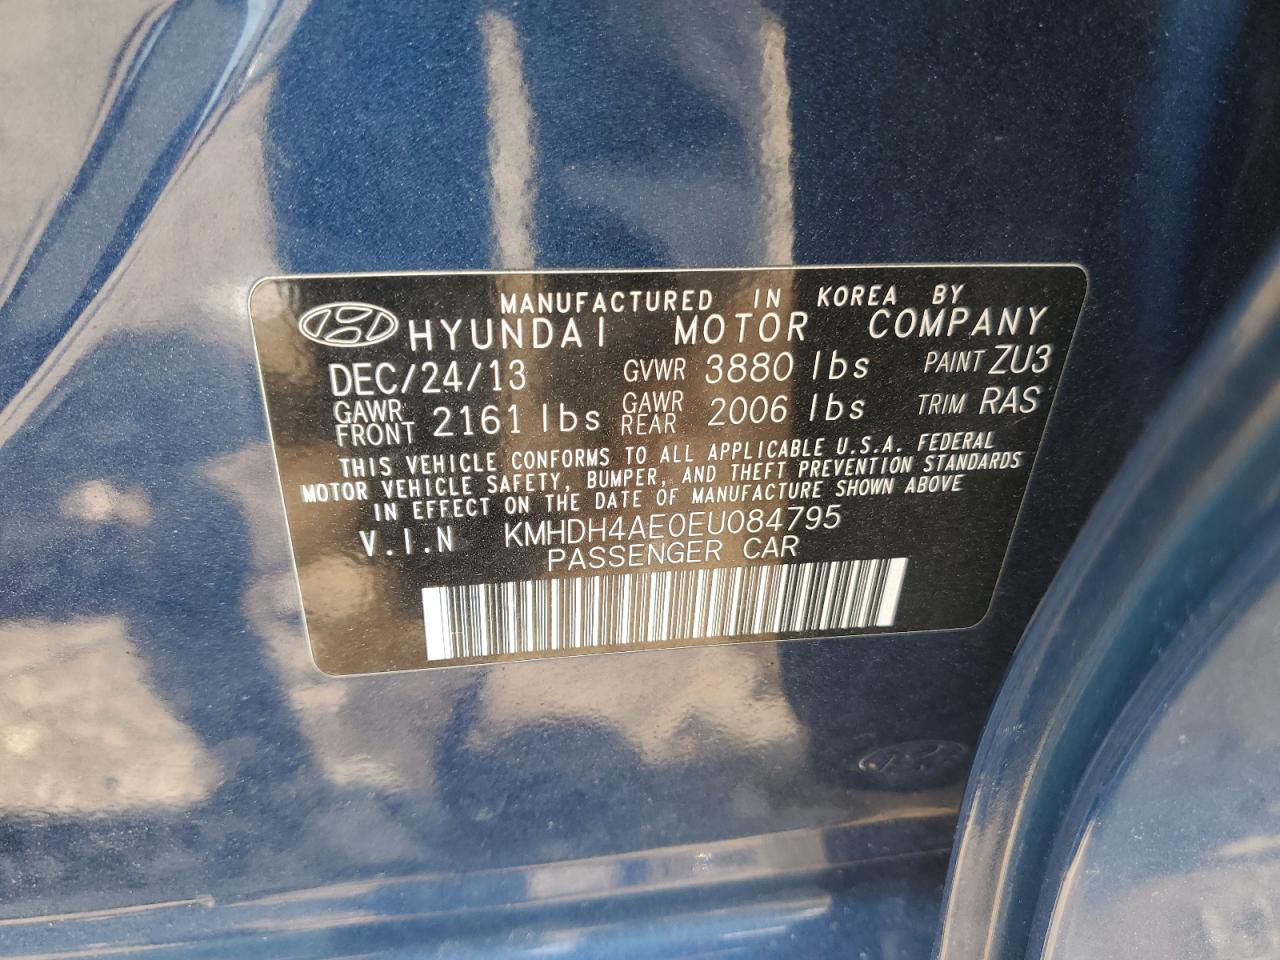 MANUFACTURED IN KOREA BY
HYUNDAI MOTOR COMPANY
DEC/24/13 GVWR 3880 lbs PAINT ZU3
GAWR FRONT 2161 lbs GAWR REAR 2006 lbs TRIM RAS
THIS VEHICLE CONFORMS TO ALL APPLICABLE U.S.A. FEDERAL
MOTOR VEHICLE SAFETY, BUMPER, AND THEFT PREVENTION STANDARDS
IN EFFECT ON THE DATE OF MANUFACTURE SHOWN ABOVE
V.I.N KMHDH4AE0EU084795
PASSENGER CAR